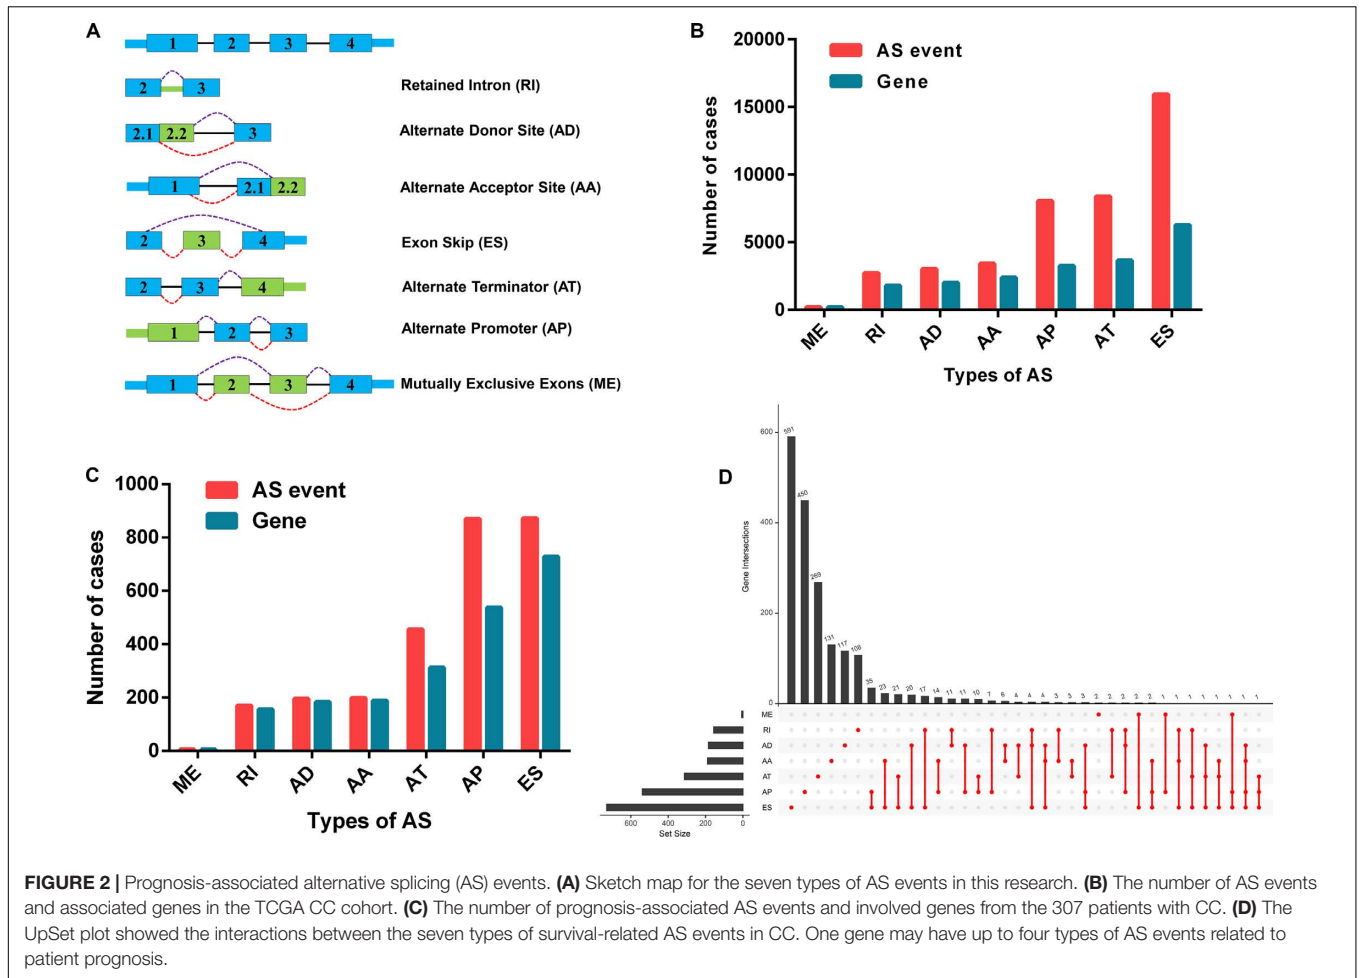 A
1 2 3 4
2 3 Retained Intron (RI)
2.1 2.2 3 Alternate Donor Site (AD)
1 2.1 2.2 Alternate Acceptor Site (AA)
2 3 4 Exon Skip (ES)
2 3 4 Alternate Terminator (AT)
1 2 3 Alternate Promoter (AP)
1 2 3 4 Mutually Exclusive Exons (ME)
B
AS event
Gene
Number of cases
20000
15000
10000
5000
0
ME RI AD AA AP AT ES
Types of AS
C
AS event
Gene
Number of cases
1000
800
600
400
200
0
ME RI AD AA AT AP ES
Types of AS
D
Gene Intersections
600
400
200
0
591 450 269 131 117 108 35 23 21 20 17 14 11 11 10 7 6 4 4 4 3 3 3 2 2 2 2 2 1 1 1 1 1 1 1 1
ME
RI
AD
AA
AT
AP
ES
600 400 200 0
Set Size
FIGURE 2 | Prognosis-associated alternative splicing (AS) events. (A) Sketch map for the seven types of AS events in this research. (B) The number of AS events
and associated genes in the TCGA CC cohort. (C) The number of prognosis-associated AS events and involved genes from the 307 patients with CC. (D) The
UpSet plot showed the interactions between the seven types of survival-related AS events in CC. One gene may have up to four types of AS events related to
patient prognosis.